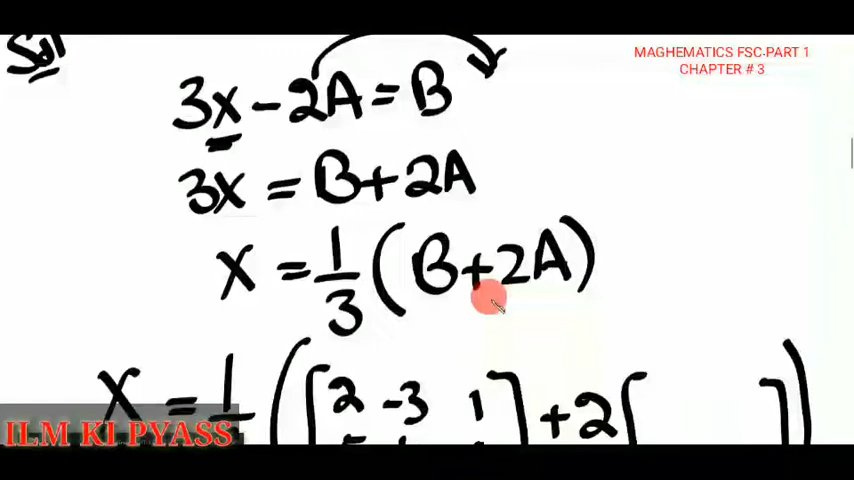 MAGHEMATICS FSC-PART 1
CHAPTER # 3
Sol
3x - 2A = B
3x = B + 2A
x = 1/3 (B + 2A)
x = 1 ([2 -3 1] + 2[ ])
ILM KI PYASS